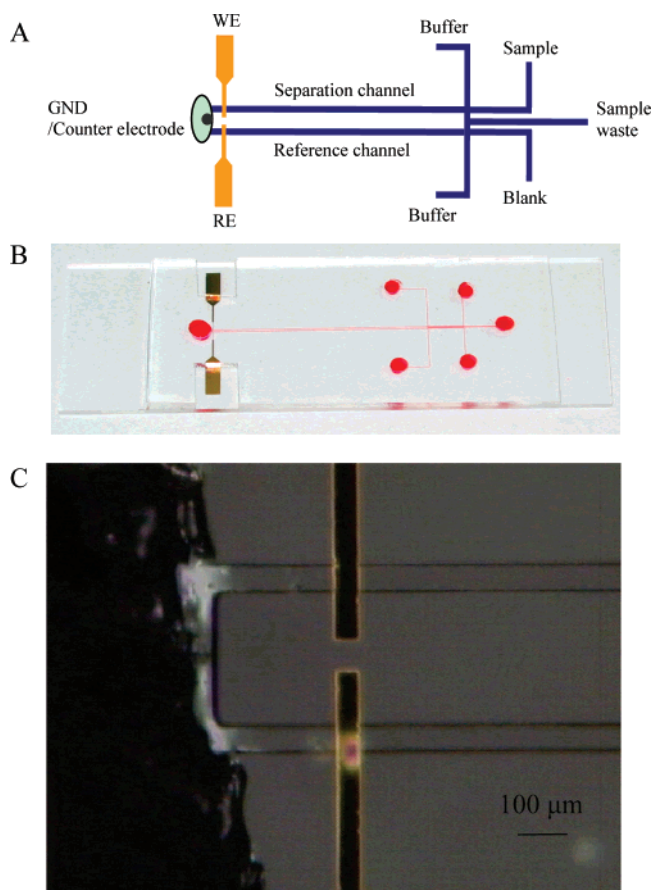 A
WE
Buffer
Sample
Separation channel
GND
/Counter electrode
Sample
waste
Reference channel
RE
Buffer
Blank
B
C
100 μm